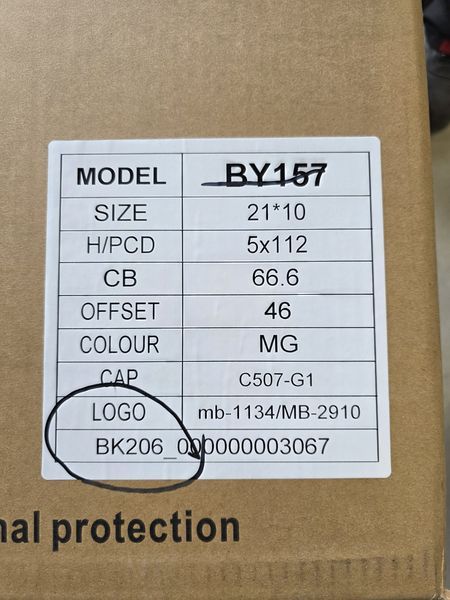 MODEL BY157
SIZE 21*10
H/PCD 5x112
CB 66.6
OFFSET 46
COLOUR MG
CAP C507-G1
LOGO mb-1134/MB-2910
BK206_000000003067
nal protection